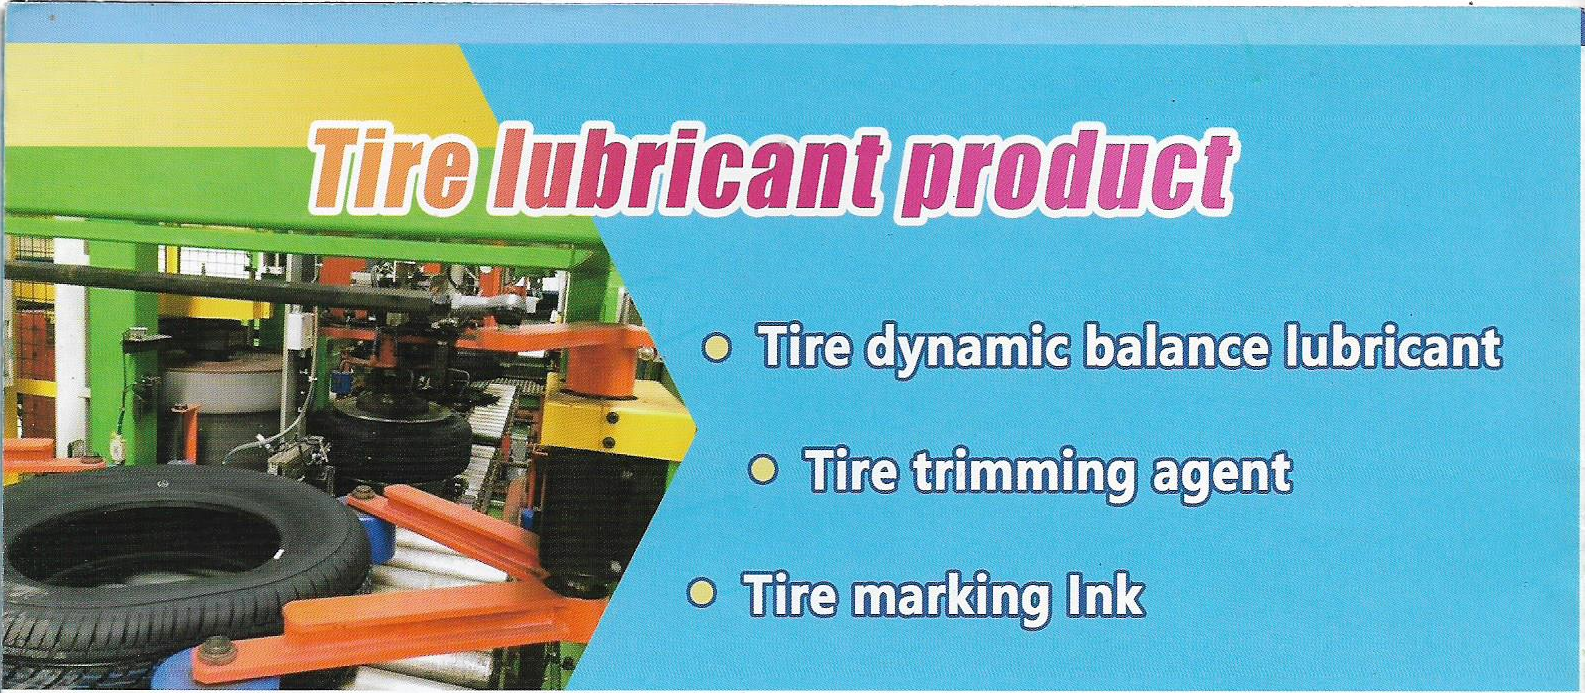 Tire lubricant product
Tire dynamic balance lubricant
Tire trimming agent
Tire marking Ink